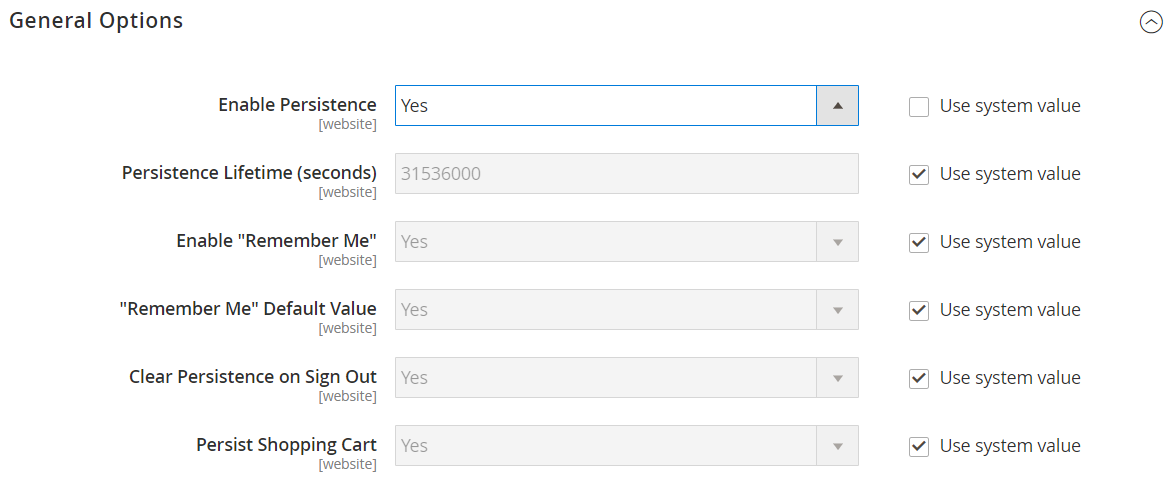 General Options
Enable Persistence Yes Use system value
[website]
Persistence Lifetime (seconds) 31536000 Use system value
[website]
Enable "Remember Me" Yes Use system value
[website]
"Remember Me" Default Value Yes Use system value
[website]
Clear Persistence on Sign Out Yes Use system value
[website]
Persist Shopping Cart Yes Use system value
[website]